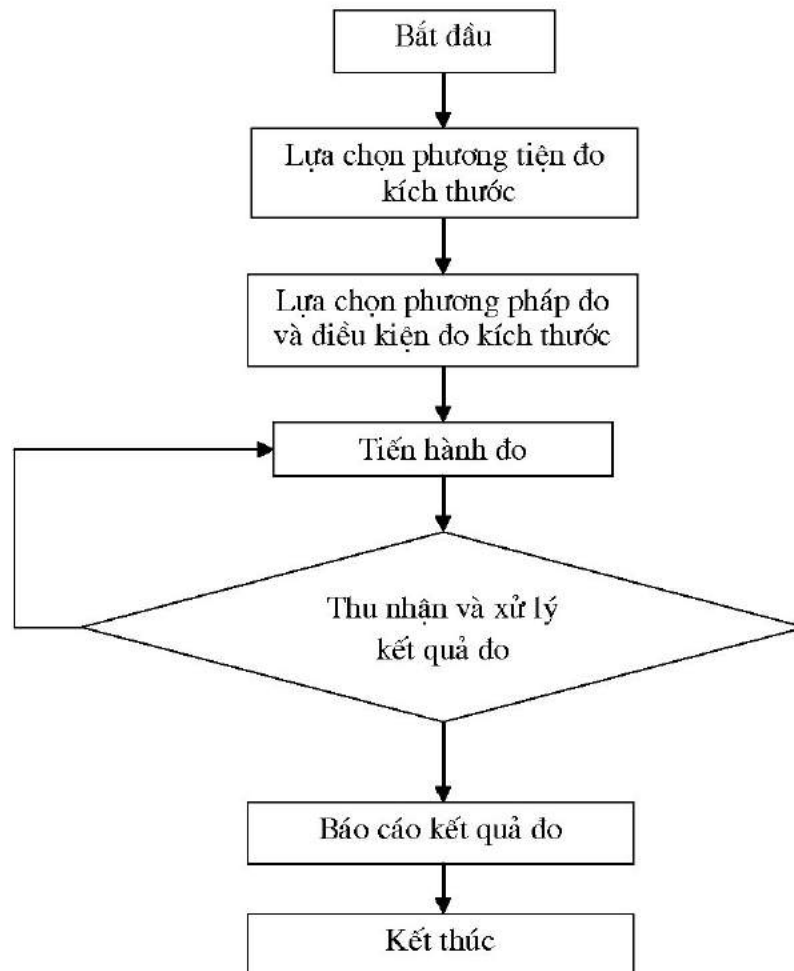 Bắt đầu
Lựa chọn phương tiện đo
kích thước
Lựa chọn phương pháp đo
và điều kiện đo kích thước
Tiến hành đo
Thu nhận và xử lý
kết quả đo
Báo cáo kết quả đo
Kết thúc